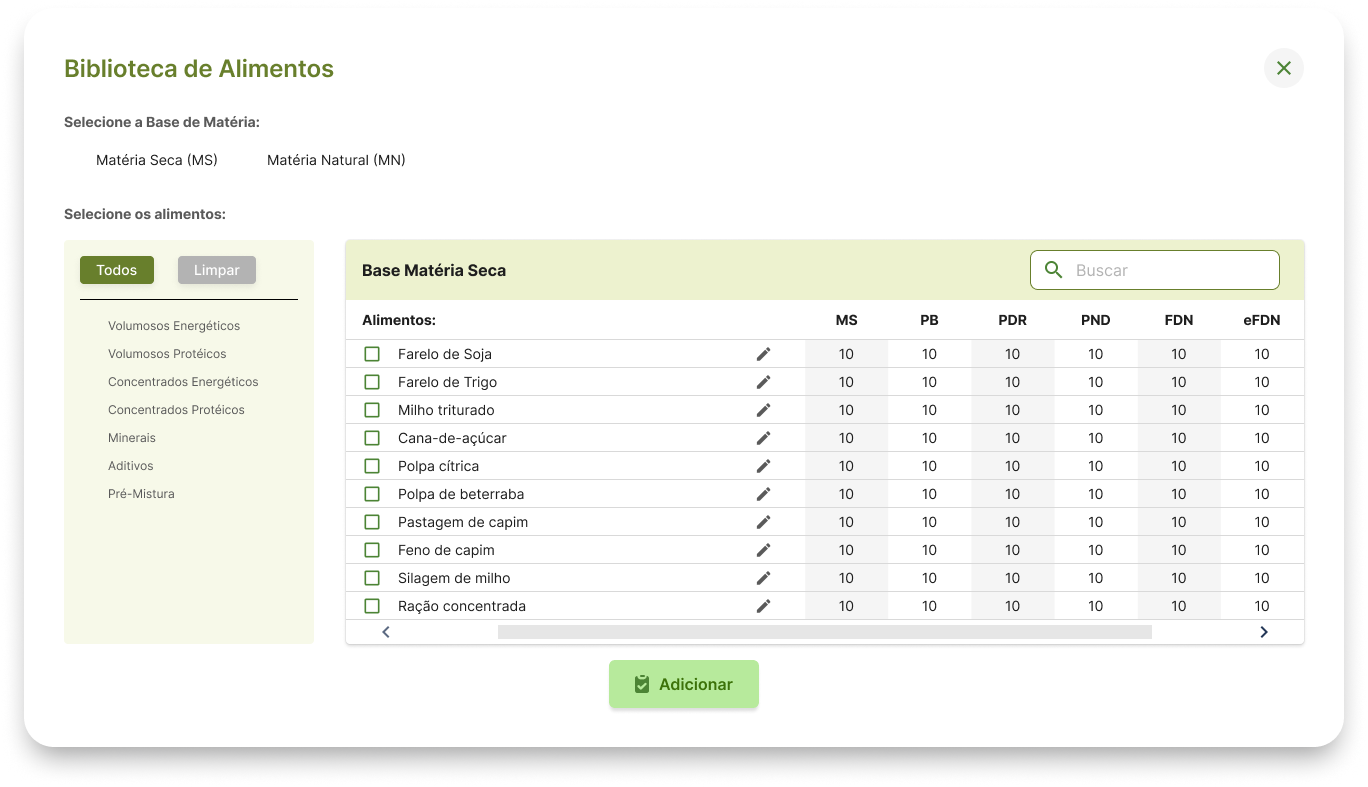 Biblioteca de Alimentos
Selecione a Base de Matéria:
Matéria Seca (MS) Matéria Natural (MN)
Selecione os alimentos:
Todos Limpar
Volumosos Energéticos
Volumosos Protéicos
Concentrados Energéticos
Concentrados Protéicos
Minerais
Aditivos
Pré-Mistura
Base Matéria Seca Buscar
Alimentos: MS PB PDR PND FDN eFDN
Farelo de Soja 10 10 10 10 10 10
Farelo de Trigo 10 10 10 10 10 10
Milho triturado 10 10 10 10 10 10
Cana-de-açúcar 10 10 10 10 10 10
Polpa cítrica 10 10 10 10 10 10
Polpa de beterraba 10 10 10 10 10 10
Pastagem de capim 10 10 10 10 10 10
Feno de capim 10 10 10 10 10 10
Silagem de milho 10 10 10 10 10 10
Ração concentrada 10 10 10 10 10 10
Adicionar